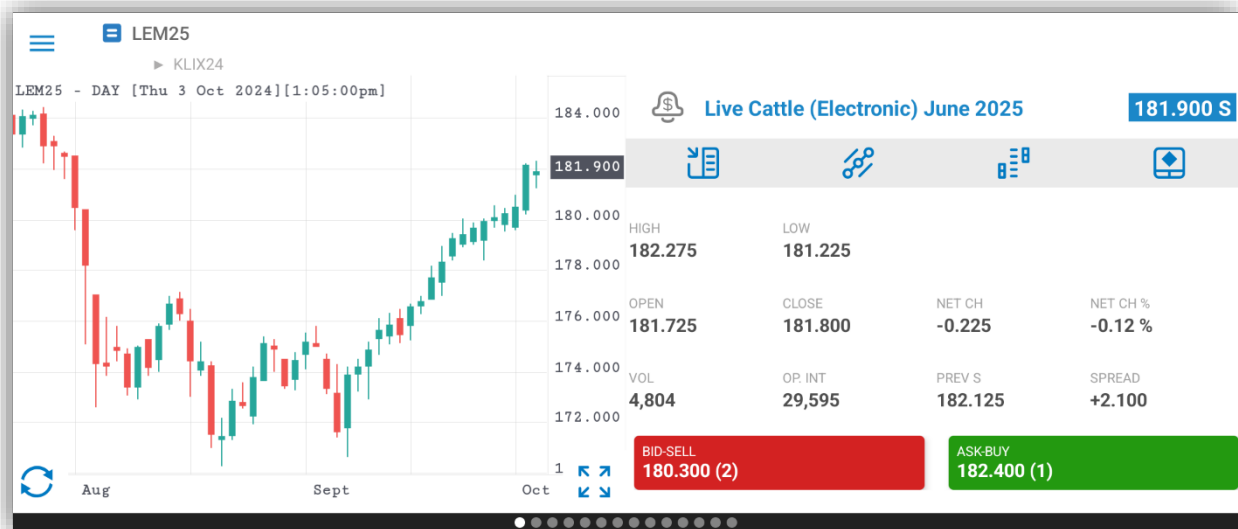 LEM25
► KLIX24
LEM25 - DAY [Thu 3 Oct 2024][1:05:00pm]
184.000
181.900
180.000
178.000
176.000
174.000
172.000
1
Aug Sept Oct
Live Cattle (Electronic) June 2025 181.900 S
HIGH LOW
182.275 181.225
OPEN CLOSE NET CH NET CH %
181.725 181.800 -0.225 -0.12 %
VOL OP. INT PREV S SPREAD
4,804 29,595 182.125 +2.100
BID-SELL ASK-BUY
180.300 (2) 182.400 (1)